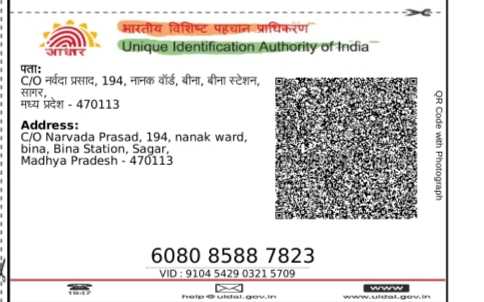 भारतीय विशिष्ट पहचान प्राधिकरण
Unique Identification Authority of India
आधार
पता:
C/O नर्वदा प्रसाद, 194, नानक वॉर्ड, बीना, बीना स्टेशन,
सागर,
मध्य प्रदेश - 470113
Address:
C/O Narvada Prasad, 194, nanak ward,
bina, Bina Station, Sagar,
Madhya Pradesh - 470113
QR Code with Photograph
6080 8588 7823
VID : 9104 5429 0321 5709
1947
help@uidai.gov.in
www
www.uidai.gov.in